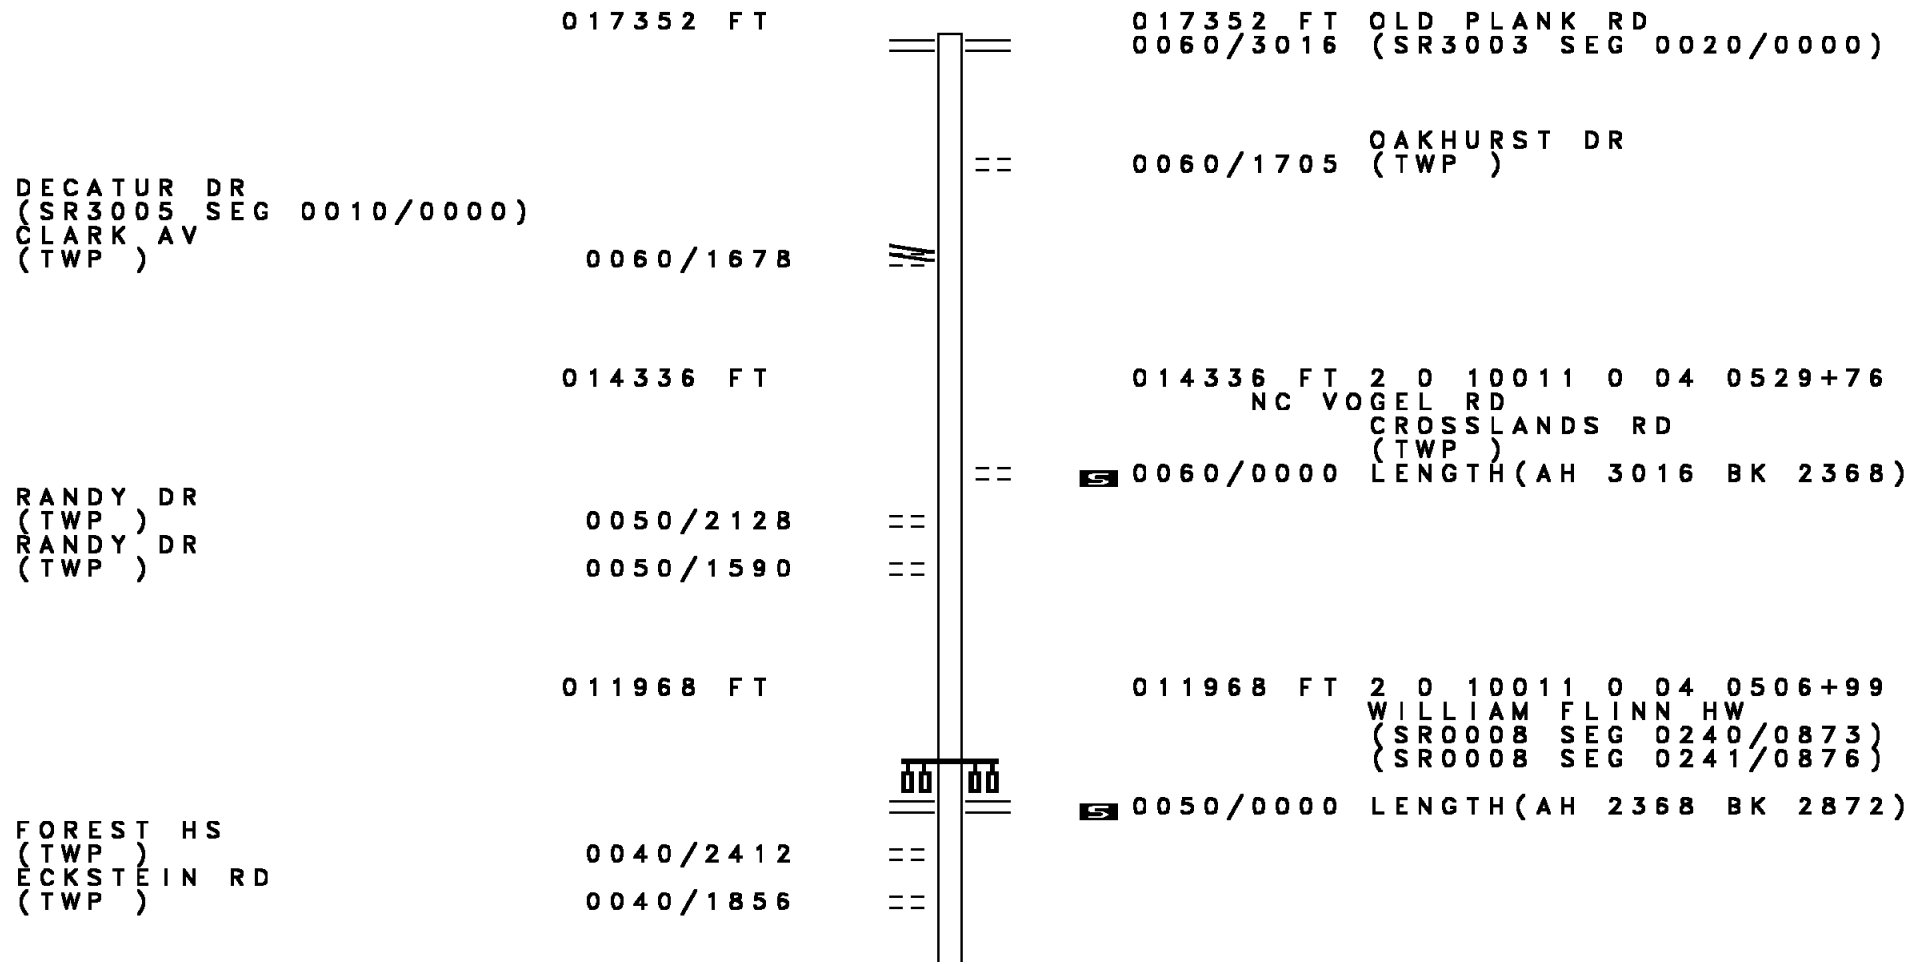 017352 FT 017352 FT OLD PLANK RD
0060/3016 (SR3003 SEG 0020/0000)
OAKHURST DR
0060/1705 (TWP )
DECATUR DR
(SR3005 SEG 0010/0000)
CLARK AV
(TWP ) 0060/1678
014336 FT 014336 FT 2 0 10011 0 04 0529+76
NC VOGEL RD
CROSSLANDS RD
(TWP )
S 0060/0000 LENGTH(AH 3016 BK 2368)
RANDY DR
(TWP ) 0050/2128
RANDY DR
(TWP ) 0050/1590
011968 FT 011968 FT 2 0 10011 0 04 0506+99
WILLIAM FLINN HW
(SR0008 SEG 0240/0873)
(SR0008 SEG 0241/0876)
S 0050/0000 LENGTH(AH 2368 BK 2872)
FOREST HS
(TWP ) 0040/2412
ECKSTEIN RD
(TWP ) 0040/1856